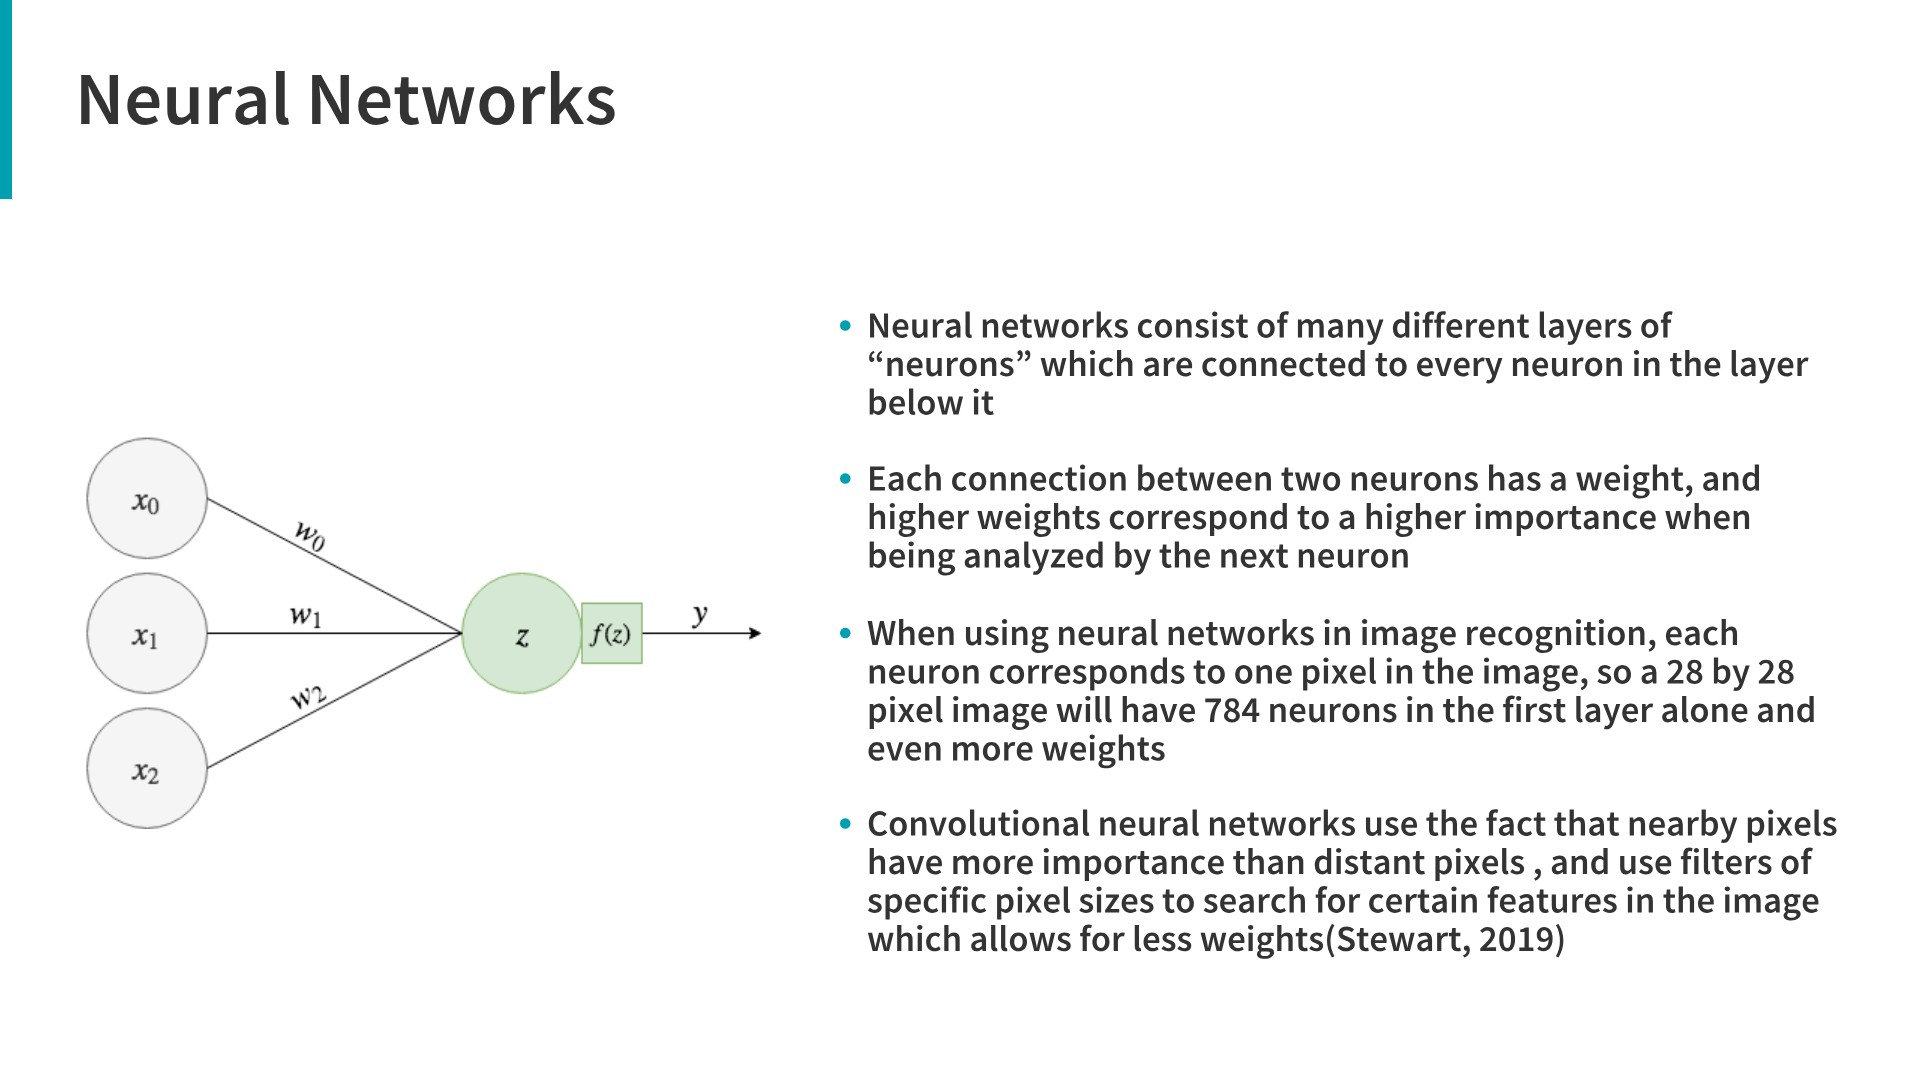 Neural Networks
• Neural networks consist of many different layers of
“neurons” which are connected to every neuron in the layer
below it
• Each connection between two neurons has a weight, and
higher weights correspond to a higher importance when
being analyzed by the next neuron
• When using neural networks in image recognition, each
neuron corresponds to one pixel in the image, so a 28 by 28
pixel image will have 784 neurons in the first layer alone and
even more weights
• Convolutional neural networks use the fact that nearby pixels
have more importance than distant pixels , and use filters of
specific pixel sizes to search for certain features in the image
which allows for less weights(Stewart, 2019)
x₀
w₀
x₁
w₁
x₂
w₂
z
f(z)
y